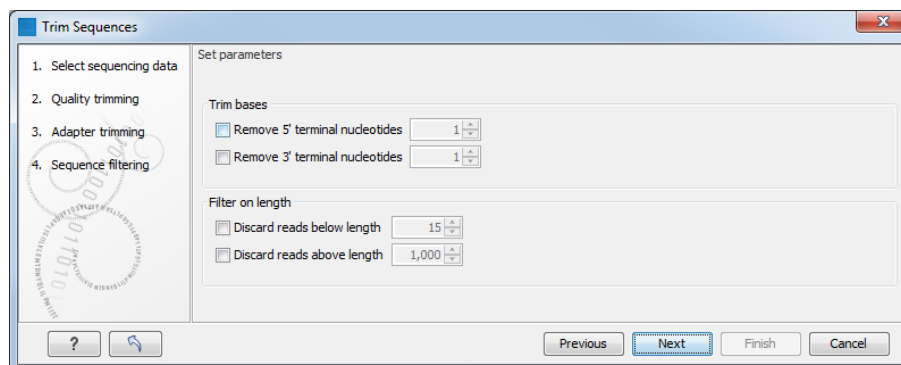 Trim Sequences
1. Select sequencing data
2. Quality trimming
3. Adapter trimming
4. Sequence filtering
Set parameters
Trim bases
Remove 5' terminal nucleotides 1
Remove 3' terminal nucleotides 1
Filter on length
Discard reads below length 15
Discard reads above length 1,000
? Previous Next Finish Cancel